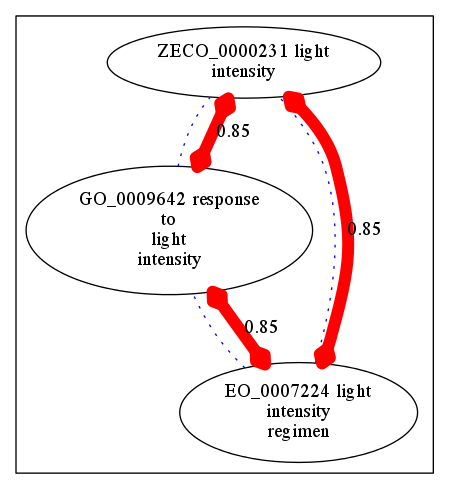 ZECO_0000231 light
intensity
0.85
GO_0009642 response
to
light
intensity
0.85
0.85
EO_0007224 light
intensity
regimen